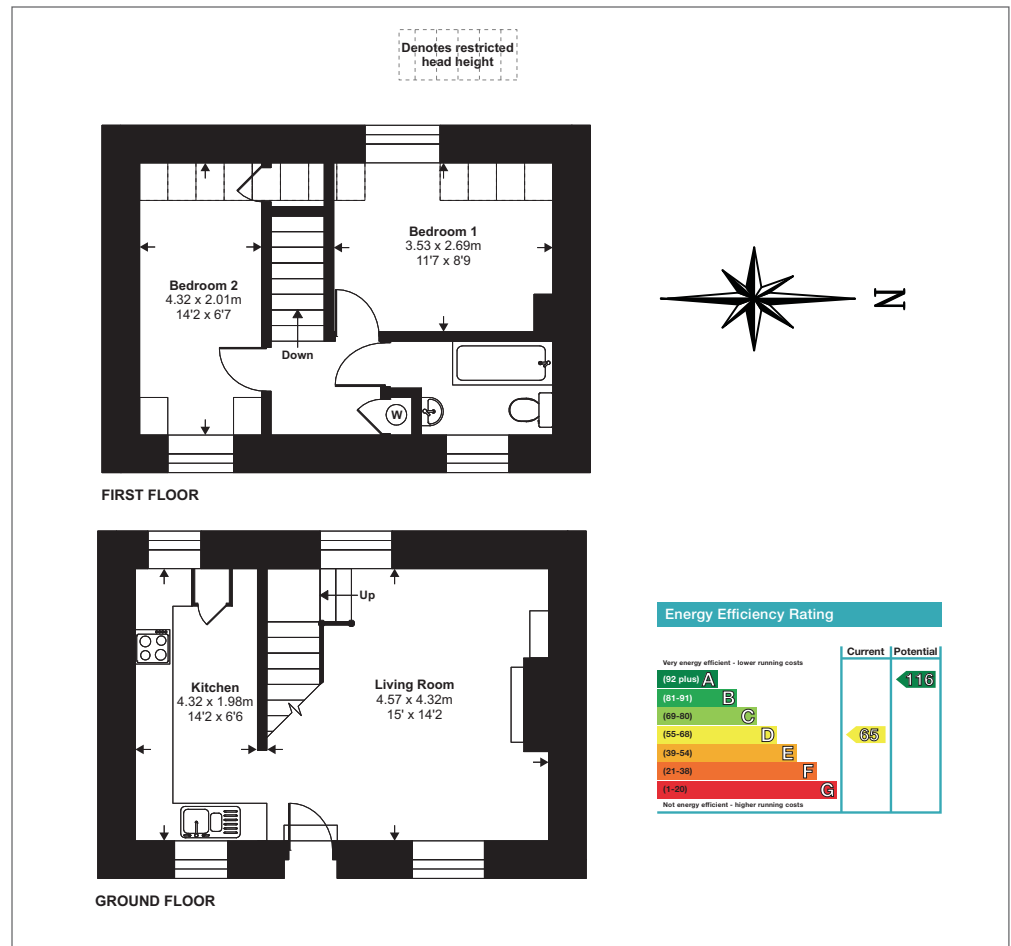 Denotes restricted
head height
Bedroom 1
3.53 x 2.69m
11'7 x 8'9
Bedroom 2
4.32 x 2.01m
14'2 x 6'7
Down
W
N
FIRST FLOOR
Up
Kitchen
4.32 x 1.98m
14'2 x 6'6
Living Room
4.57 x 4.32m
15' x 14'2
GROUND FLOOR
Energy Efficiency Rating
Current Potential
Very energy efficient - lower running costs
(92 plus) A
116
(81-91) B
(69-80) C
(55-68) D
65
(39-54) E
(21-38) F
(1-20) G
Not energy efficient - higher running costs